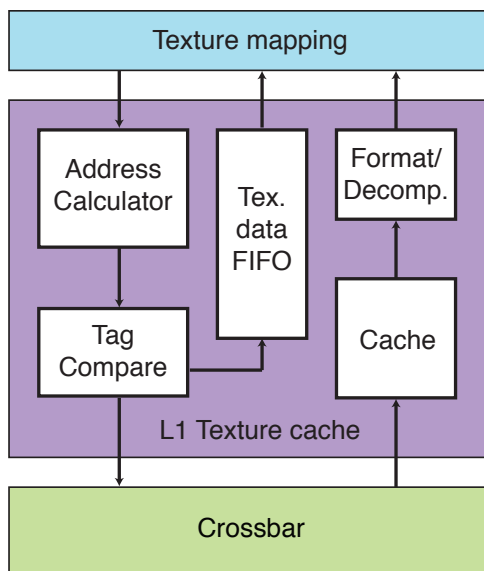 Texture mapping
Address
Calculator
Tex.
data
FIFO
Format/
Decomp.
Tag
Compare
Cache
L1 Texture cache
Crossbar